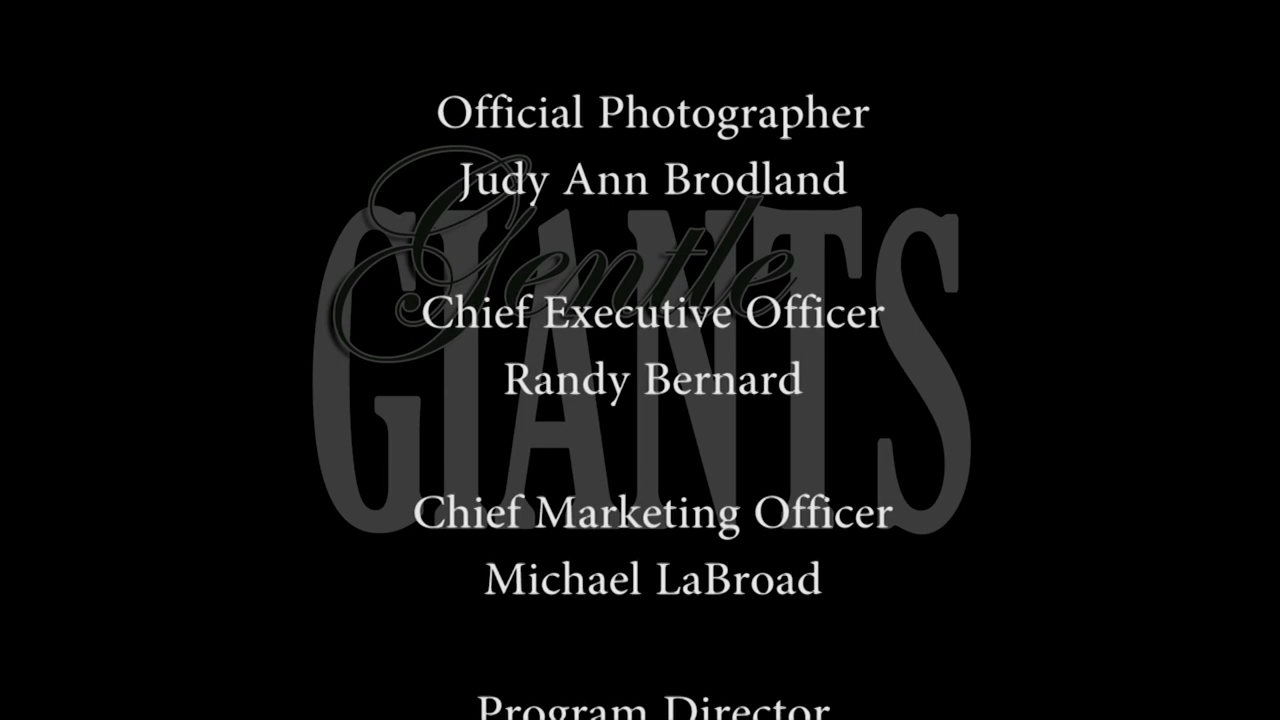 Official Photographer
Judy Ann Brodland
Gentle
GIANTS
Chief Executive Officer
Randy Bernard
Chief Marketing Officer
Michael LaBroad
Program Director